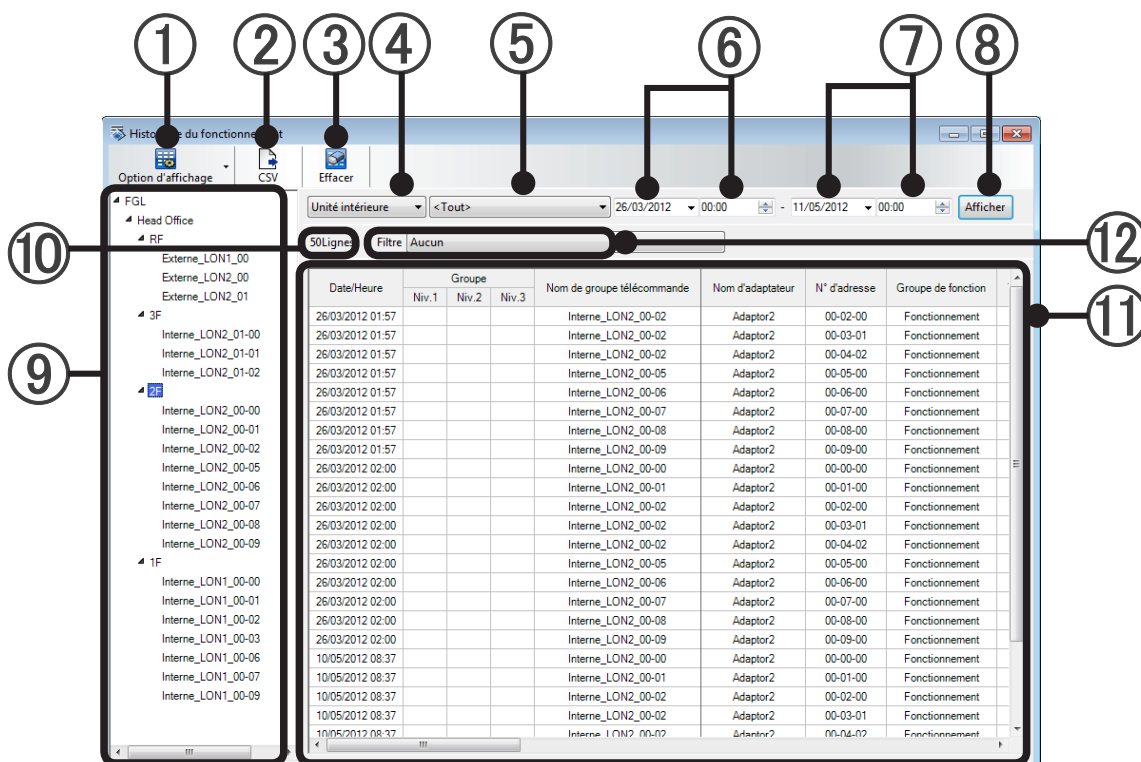 ① ② ③ ④ ⑤ ⑥ ⑦ ⑧
Option d'affichage CSV Effacer
Unité intérieure <Tout> 26/03/2012 00:00 - 11/05/2012 00:00 Afficher
⑩ 50Lignes Filtre Aucun ⑫
⑨
FGL
Head Office
RF
Externe_LON1_00
Externe_LON2_00
Externe_LON2_01
3F
Interne_LON2_01-00
Interne_LON2_01-01
Interne_LON2_01-02
2F
Interne_LON2_00-00
Interne_LON2_00-01
Interne_LON2_00-02
Interne_LON2_00-05
Interne_LON2_00-06
Interne_LON2_00-07
Interne_LON2_00-08
Interne_LON2_00-09
1F
Interne_LON1_00-00
Interne_LON1_00-01
Interne_LON1_00-02
Interne_LON1_00-03
Interne_LON1_00-06
Interne_LON1_00-07
Interne_LON1_00-09
⑪
Date/Heure Groupe Nom de groupe télécommande Nom d'adaptateur N° d'adresse Groupe de fonction
Niv.1 Niv.2 Niv.3
26/03/2012 01:57 Interne_LON2_00-02 Adaptor2 00-02-00 Fonctionnement
26/03/2012 01:57 Interne_LON2_00-02 Adaptor2 00-03-01 Fonctionnement
26/03/2012 01:57 Interne_LON2_00-02 Adaptor2 00-04-02 Fonctionnement
26/03/2012 01:57 Interne_LON2_00-05 Adaptor2 00-05-00 Fonctionnement
26/03/2012 01:57 Interne_LON2_00-06 Adaptor2 00-06-00 Fonctionnement
26/03/2012 01:57 Interne_LON2_00-07 Adaptor2 00-07-00 Fonctionnement
26/03/2012 01:57 Interne_LON2_00-08 Adaptor2 00-08-00 Fonctionnement
26/03/2012 01:57 Interne_LON2_00-09 Adaptor2 00-09-00 Fonctionnement
26/03/2012 02:00 Interne_LON2_00-00 Adaptor2 00-00-00 Fonctionnement
26/03/2012 02:00 Interne_LON2_00-01 Adaptor2 00-01-00 Fonctionnement
26/03/2012 02:00 Interne_LON2_00-02 Adaptor2 00-02-00 Fonctionnement
26/03/2012 02:00 Interne_LON2_00-02 Adaptor2 00-03-01 Fonctionnement
26/03/2012 02:00 Interne_LON2_00-02 Adaptor2 00-04-02 Fonctionnement
26/03/2012 02:00 Interne_LON2_00-05 Adaptor2 00-05-00 Fonctionnement
26/03/2012 02:00 Interne_LON2_00-06 Adaptor2 00-06-00 Fonctionnement
26/03/2012 02:00 Interne_LON2_00-07 Adaptor2 00-07-00 Fonctionnement
26/03/2012 02:00 Interne_LON2_00-08 Adaptor2 00-08-00 Fonctionnement
26/03/2012 02:00 Interne_LON2_00-09 Adaptor2 00-09-00 Fonctionnement
10/05/2012 08:37 Interne_LON2_00-00 Adaptor2 00-00-00 Fonctionnement
10/05/2012 08:37 Interne_LON2_00-01 Adaptor2 00-01-00 Fonctionnement
10/05/2012 08:37 Interne_LON2_00-02 Adaptor2 00-02-00 Fonctionnement
10/05/2012 08:37 Interne_LON2_00-02 Adaptor2 00-03-01 Fonctionnement
10/05/2012 08:37 Interne_LON2_00-02 Adaptor2 00-04-02 Fonctionnement